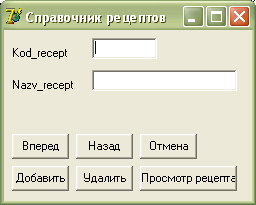 Справочник рецептов
Kod_recept
Nazv_recept
Вперед Назад Отмена
Добавить Удалить Просмотр рецепта